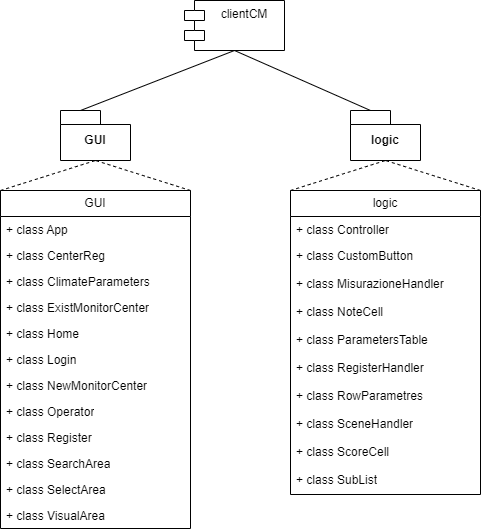 clientCM
GUI
logic
GUI
+ class App
+ class CenterReg
+ class ClimateParameters
+ class ExistMonitorCenter
+ class Home
+ class Login
+ class NewMonitorCenter
+ class Operator
+ class Register
+ class SearchArea
+ class SelectArea
+ class VisualArea
logic
+ class Controller
+ class CustomButton
+ class MisurazioneHandler
+ class NoteCell
+ class ParametersTable
+ class RegisterHandler
+ class RowParametres
+ class SceneHandler
+ class ScoreCell
+ class SubList